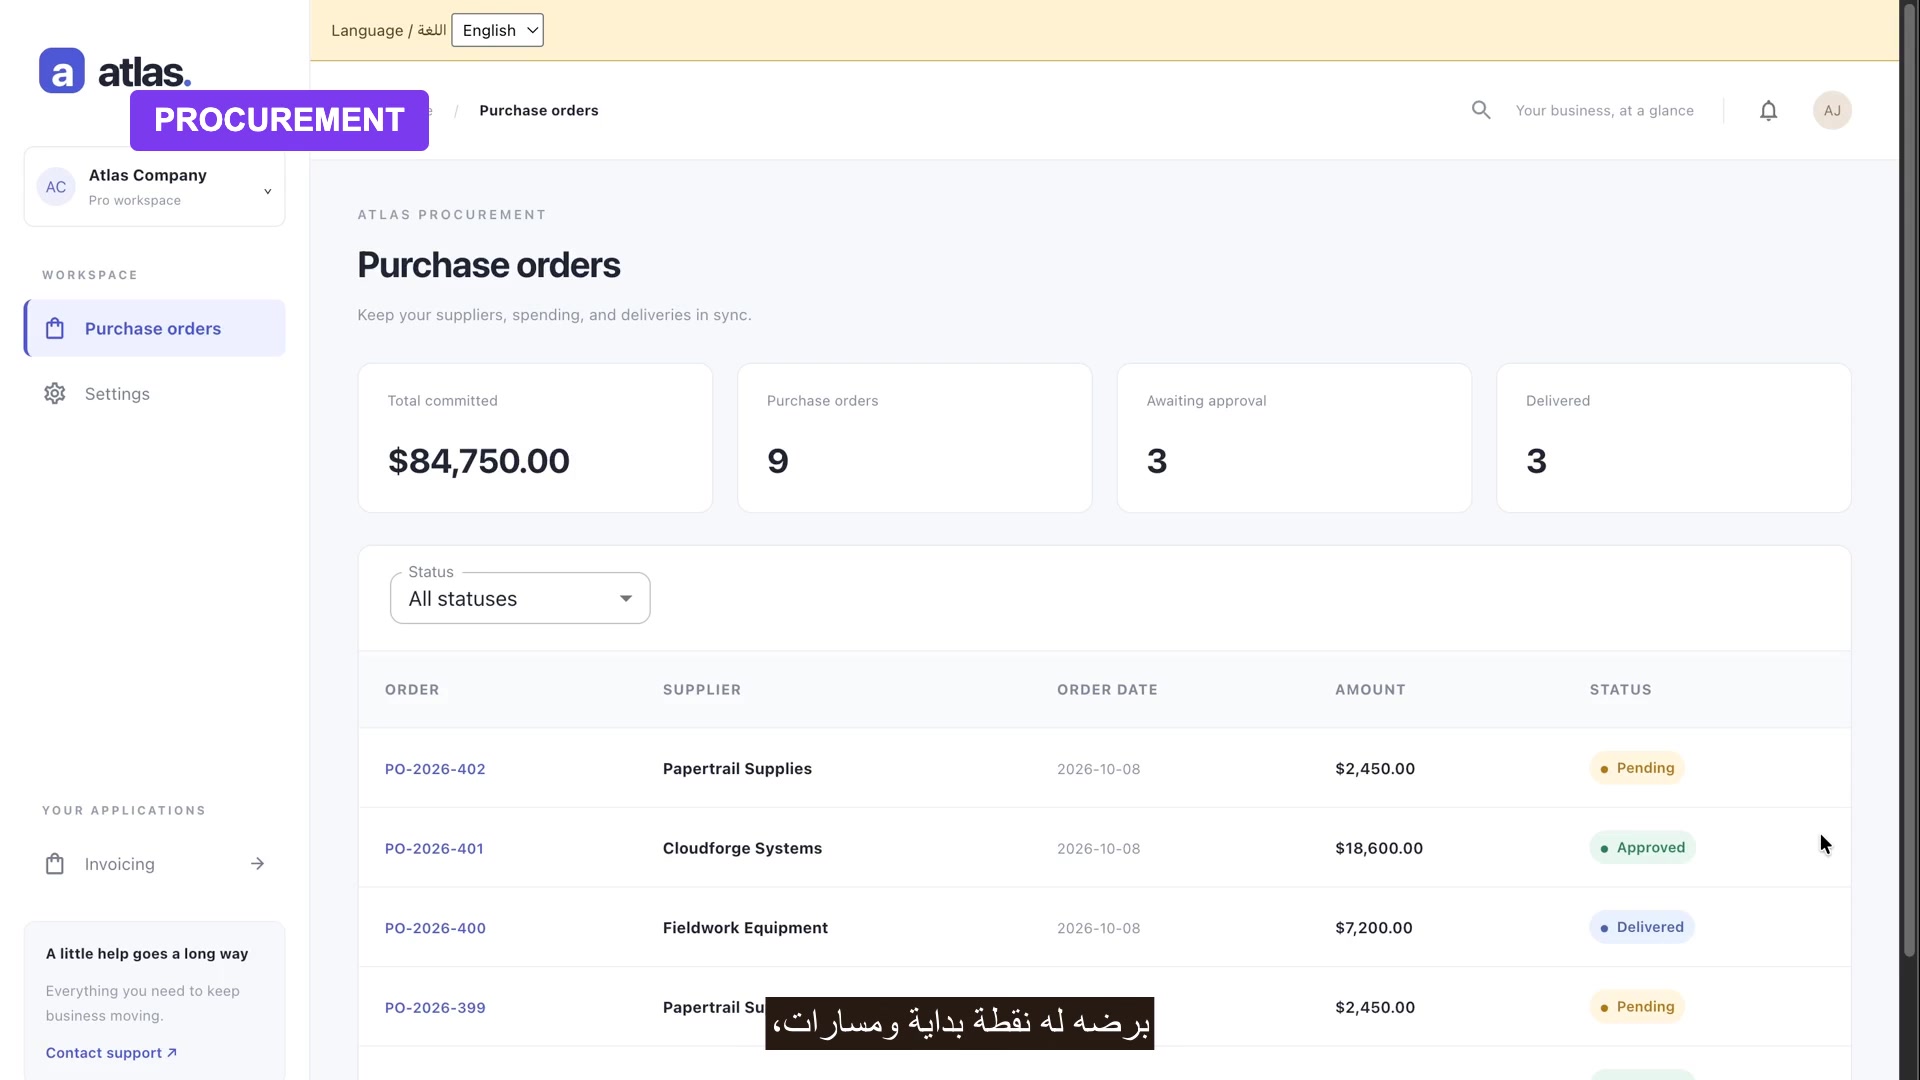 Language / اللغة English
a atlas.
PROCUREMENT
/ Purchase orders
Your business, at a glance
AJ
AC
Atlas Company
Pro workspace
WORKSPACE
Purchase orders
Settings
YOUR APPLICATIONS
Invoicing →
A little help goes a long way
Everything you need to keep
business moving.
Contact support ↗
ATLAS PROCUREMENT
Purchase orders
Keep your suppliers, spending, and deliveries in sync.
Total committed
$84,750.00
Purchase orders
9
Awaiting approval
3
Delivered
3
Status
All statuses
ORDER SUPPLIER ORDER DATE AMOUNT STATUS
PO-2026-402 Papertrail Supplies 2026-10-08 $2,450.00 Pending
PO-2026-401 Cloudforge Systems 2026-10-08 $18,600.00 Approved
PO-2026-400 Fieldwork Equipment 2026-10-08 $7,200.00 Delivered
PO-2026-399 Papertrail $2,450.00 Pending
برضه له نقطة بداية ومسارات،